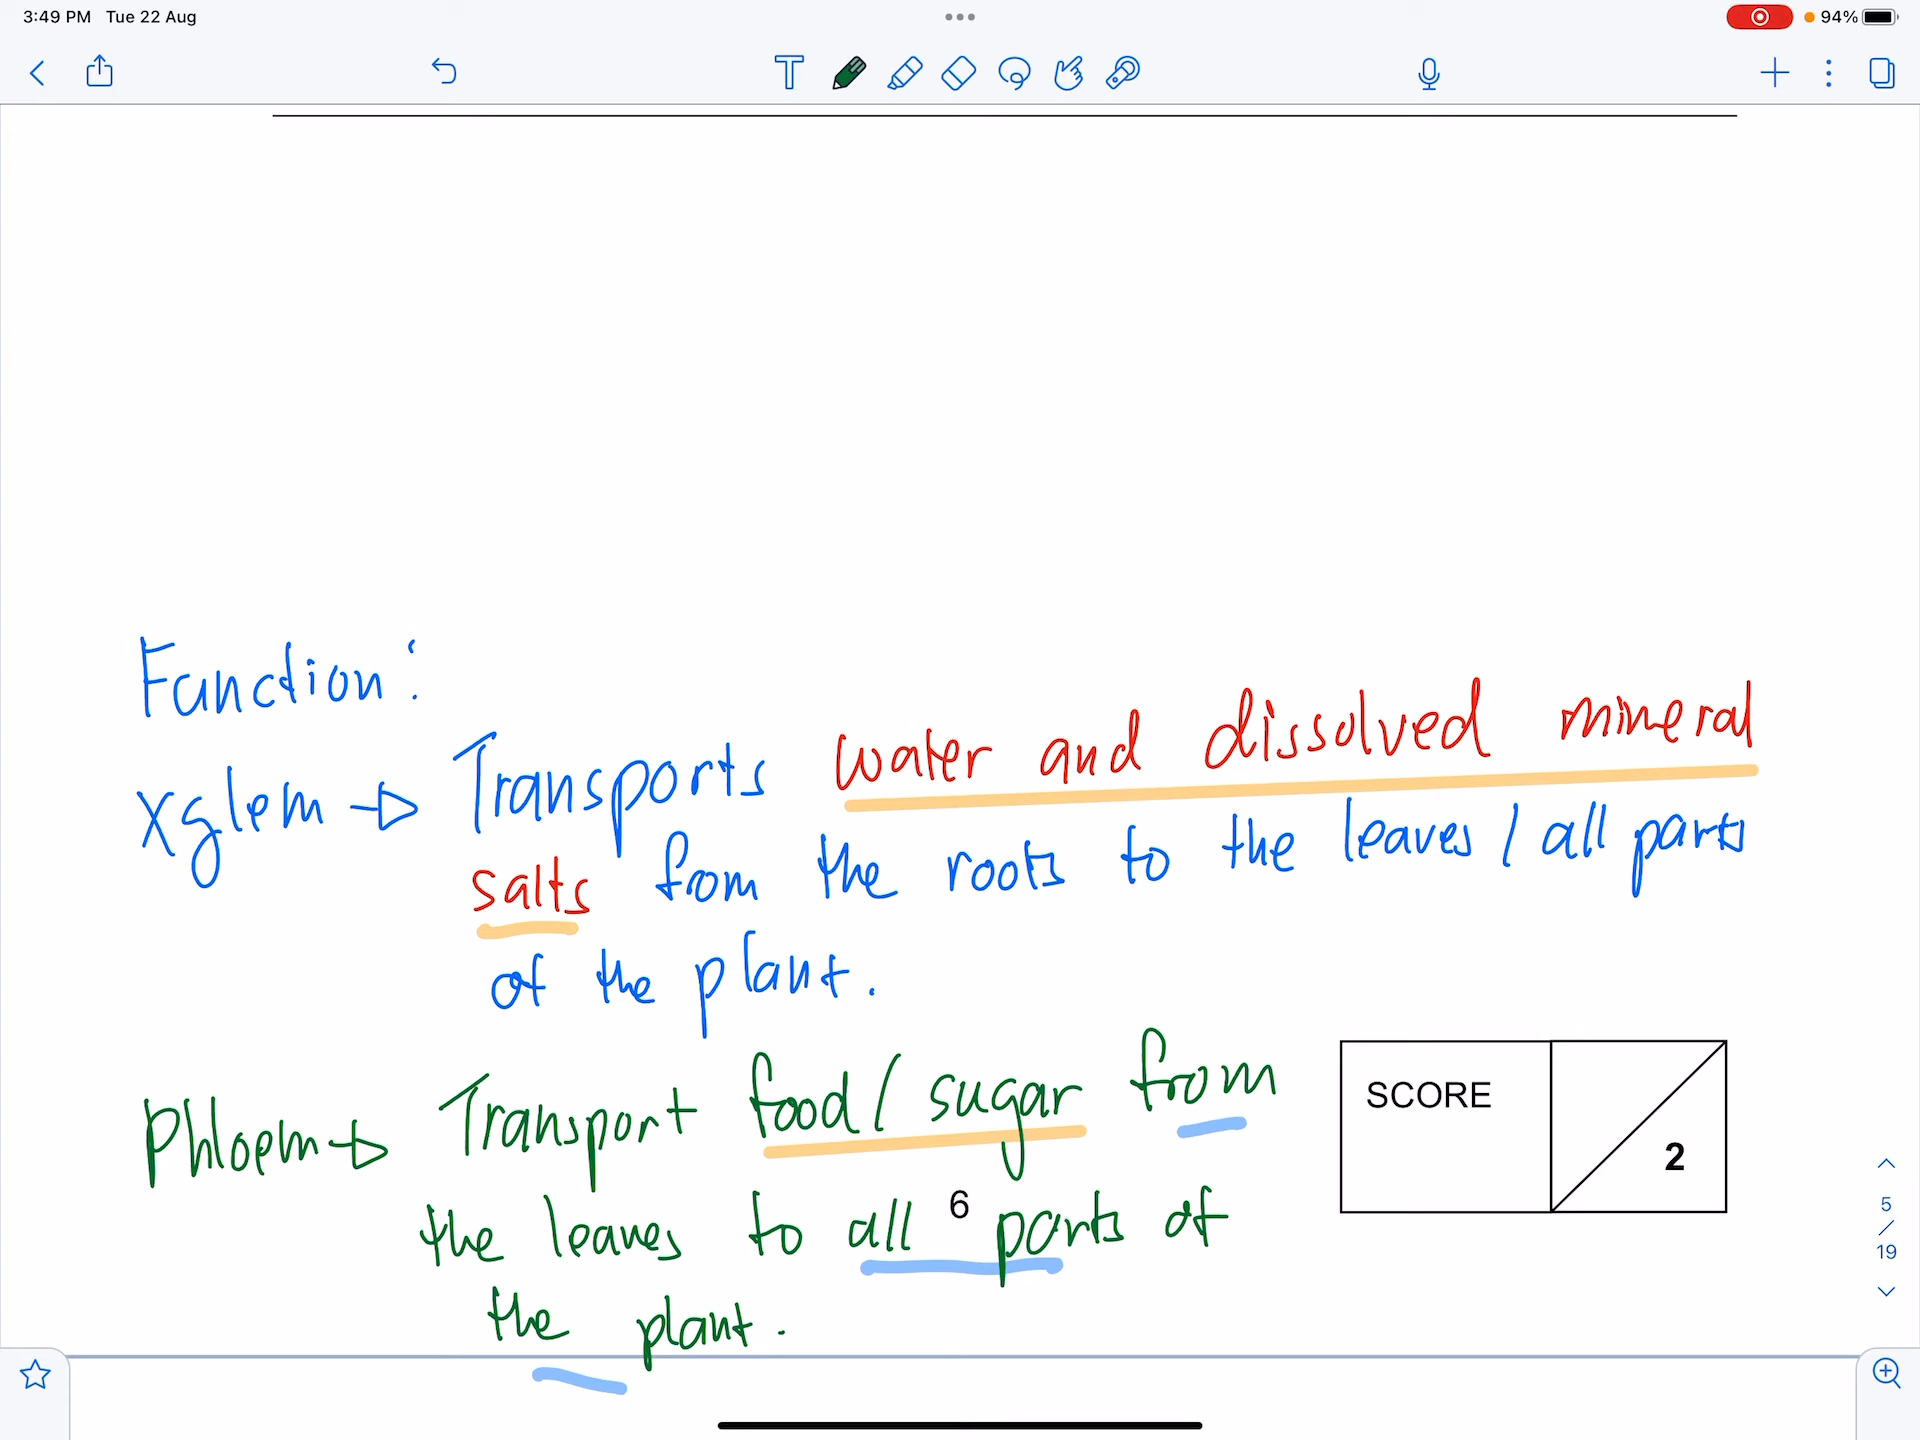 3:49 PM Tue 22 Aug
94%
T
Function:
Xylem → Transports water and dissolved mineral
salts from the roots to the leaves / all parts
of the plant.
Phloem → Transport food / sugar from
the leaves to all parts of
the plant.
6
SCORE
2
5
/
19